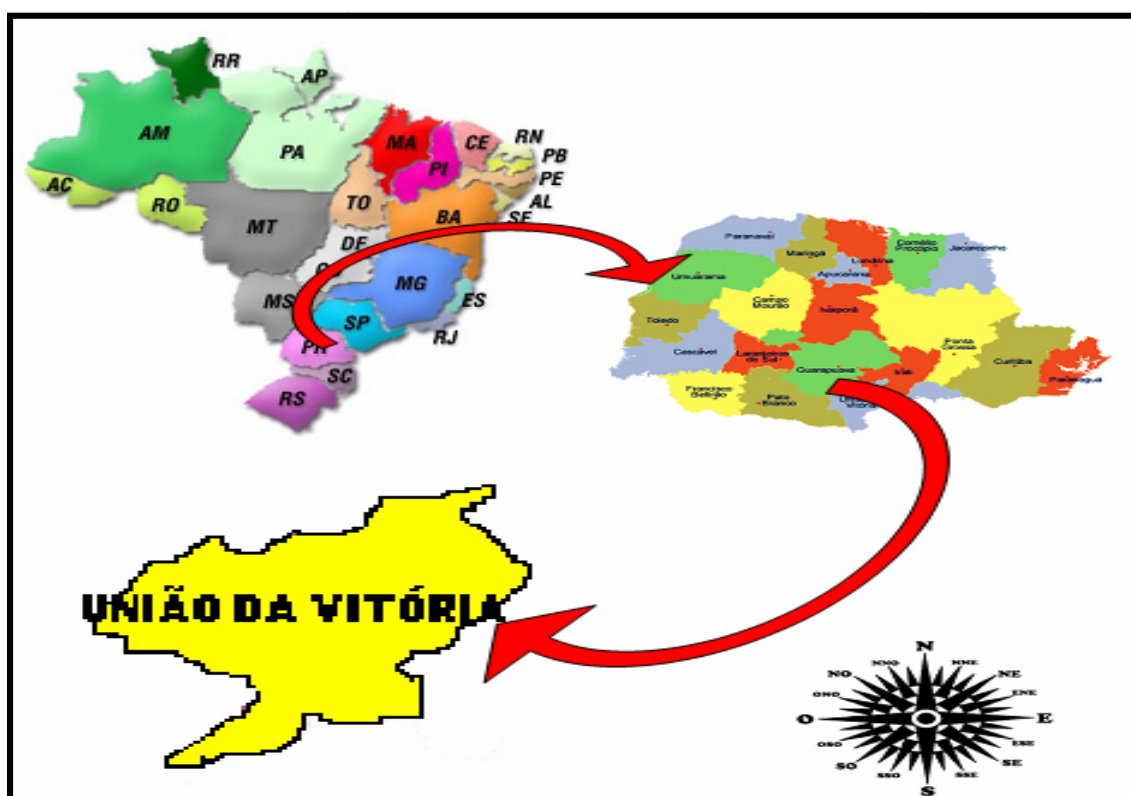 RR
AP
AM
PA
MA
CE
RN
PB
PI
PE
AC
RO
TO
AL
SE
MT
BA
DF
MG
MS
ES
SP
RJ
PR
SC
RS
Paranavaí
Maringá
Londrina
Cornélio
Procópio
Jacarezinho
Umuarama
Apucarana
Campo
Mourão
Ivaiporã
Toledo
Ponta
Grossa
Cascavel
Laranjeiras
do Sul
Guarapuava
Irati
Curitiba
Paranaguá
Francisco
Beltrão
Pato
Branco
Vitória
UNIÃO DA VITÓRIA
N
NNO
NNE
NO
NE
ONO
ENE
O
E
OSO
ESE
SO
SE
SSO
SSE
S